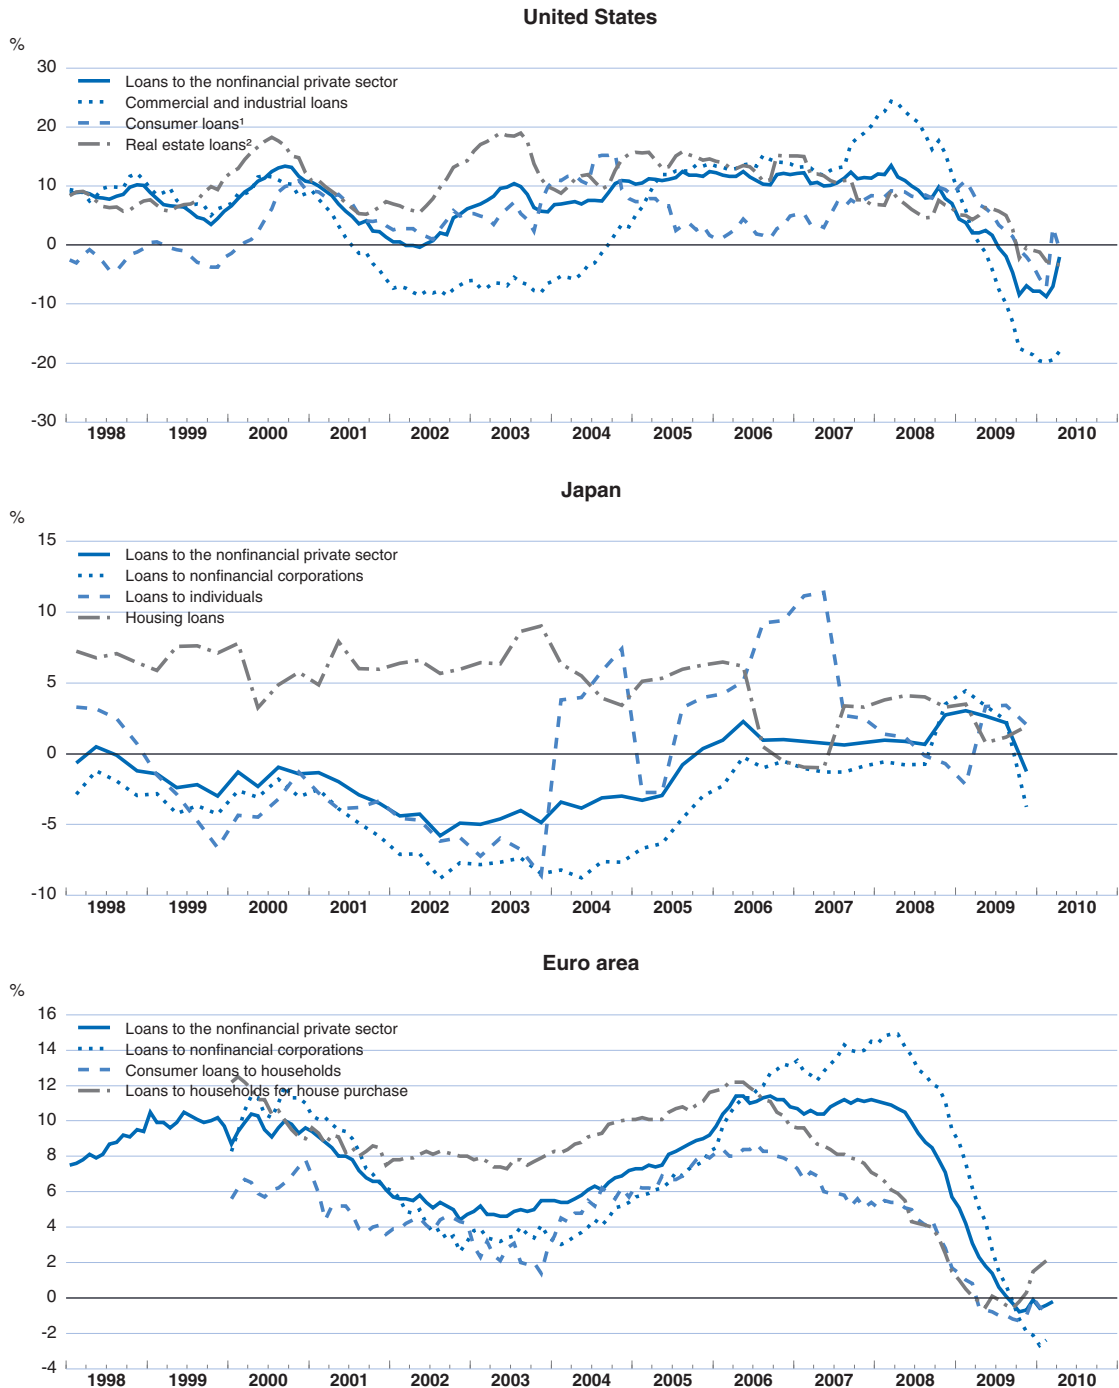 United States
%
30
Loans to the nonfinancial private sector
Commercial and industrial loans
20
Consumer loans¹
Real estate loans²
10
0
-10
-20
-30
1998 1999 2000 2001 2002 2003 2004 2005 2006 2007 2008 2009 2010
Japan
%
15
Loans to the nonfinancial private sector
Loans to nonfinancial corporations
Loans to individuals
10
Housing loans
5
0
-5
-10
1998 1999 2000 2001 2002 2003 2004 2005 2006 2007 2008 2009 2010
Euro area
%
16
Loans to the nonfinancial private sector
14
Loans to nonfinancial corporations
Consumer loans to households
12
Loans to households for house purchase
10
8
6
4
2
0
-2
-4
1998 1999 2000 2001 2002 2003 2004 2005 2006 2007 2008 2009 2010